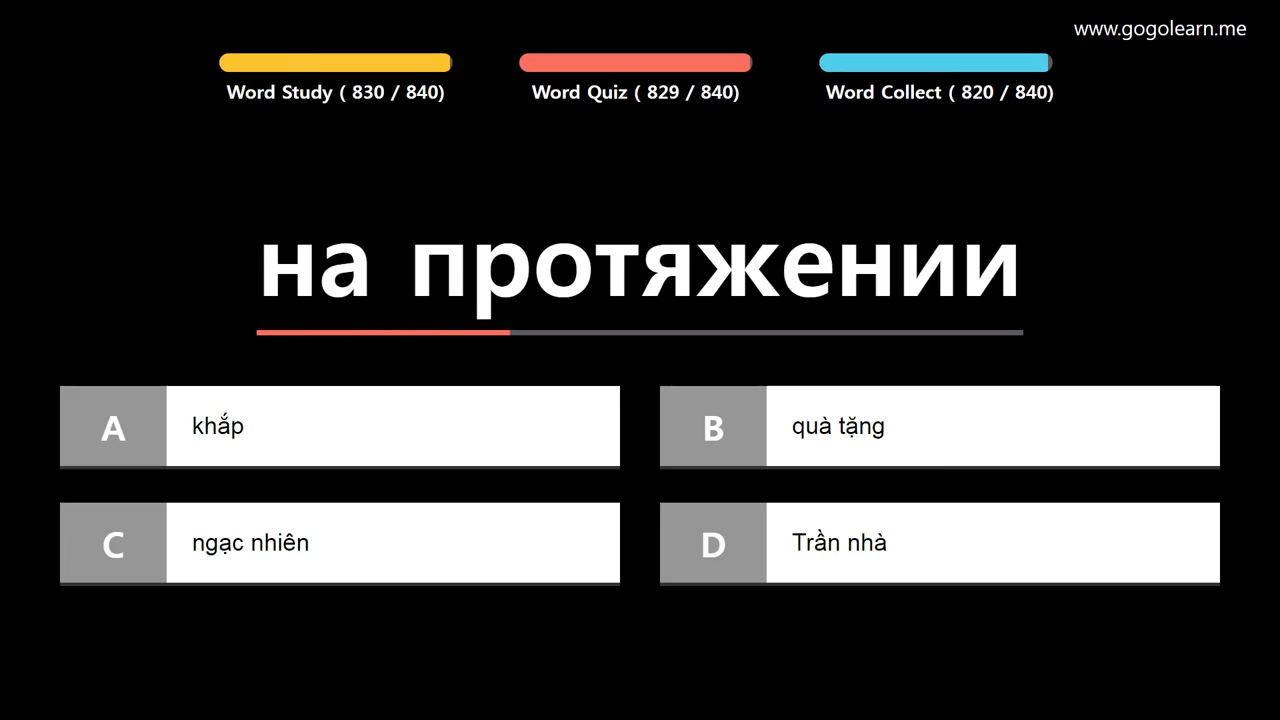 www.gogolearn.me
Word Study ( 830 / 840)
Word Quiz ( 829 / 840)
Word Collect ( 820 / 840)
на протяжении
A
khắp
B
quà tặng
C
ngạc nhiên
D
Trần nhà